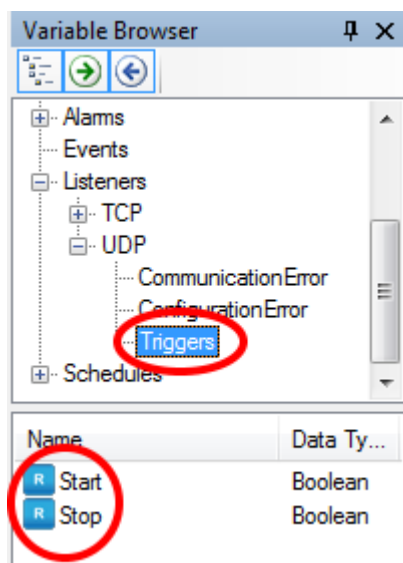 Variable Browser
Alarms
Events
Listeners
TCP
UDP
CommunicationError
ConfigurationError
Triggers
Schedules
Name Data Ty...
R Start Boolean
R Stop Boolean